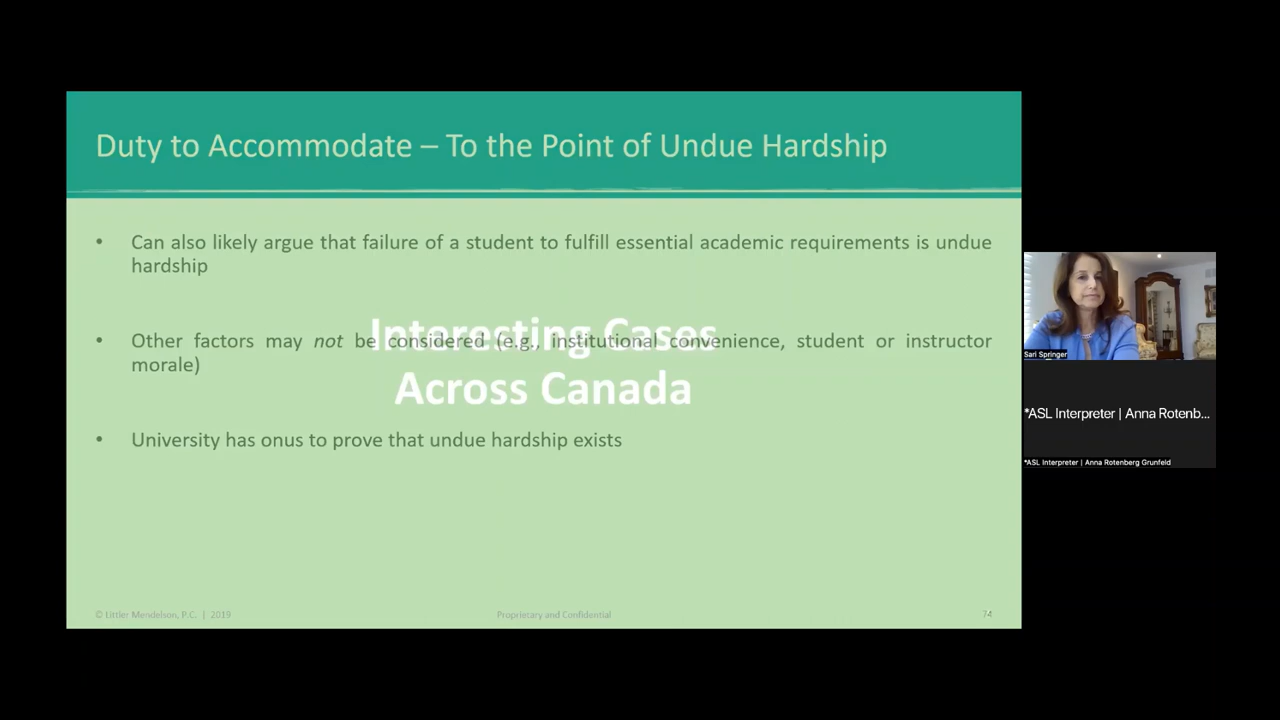 Duty to Accommodate – To the Point of Undue Hardship
• Can also likely argue that failure of a student to fulfill essential academic requirements is undue
hardship
• Other factors may not be considered (e.g., institutional convenience, student or instructor
morale)
Interesting Cases
Across Canada
• University has onus to prove that undue hardship exists
© Littler Mendelson, P.C. | 2019
Proprietary and Confidential
74
Sari Springer
*ASL Interpreter | Anna Rotenb...
*ASL Interpreter | Anna Rotenberg Grunfeld